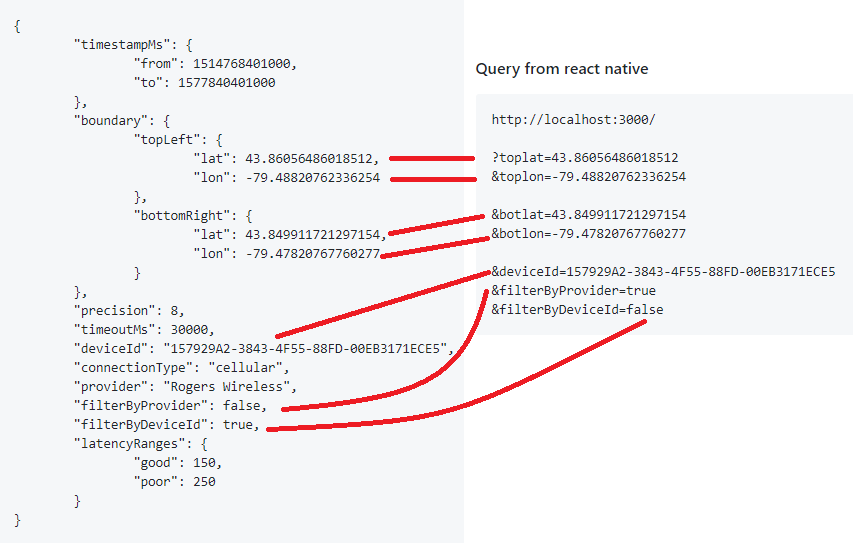 {
"timestampMs": {
"from": 1514768401000,
"to": 1577840401000
},
"boundary": {
"topLeft": {
"lat": 43.86056486018512,
"lon": -79.48820762336254
},
"bottomRight": {
"lat": 43.849911721297154,
"lon": -79.47820767760277
}
},
"precision": 8,
"timeoutMs": 30000,
"deviceId": "157929A2-3843-4F55-88FD-00EB3171ECE5",
"connectionType": "cellular",
"provider": "Rogers Wireless",
"filterByProvider": false,
"filterByDeviceId": true,
"latencyRanges": {
"good": 150,
"poor": 250
}
}
Query from react native
http://localhost:3000/
?toplat=43.86056486018512
&toplon=-79.48820762336254
&botlat=43.849911721297154
&botlon=-79.47820767760277
&deviceId=157929A2-3843-4F55-88FD-00EB3171ECE5
&filterByProvider=true
&filterByDeviceId=false